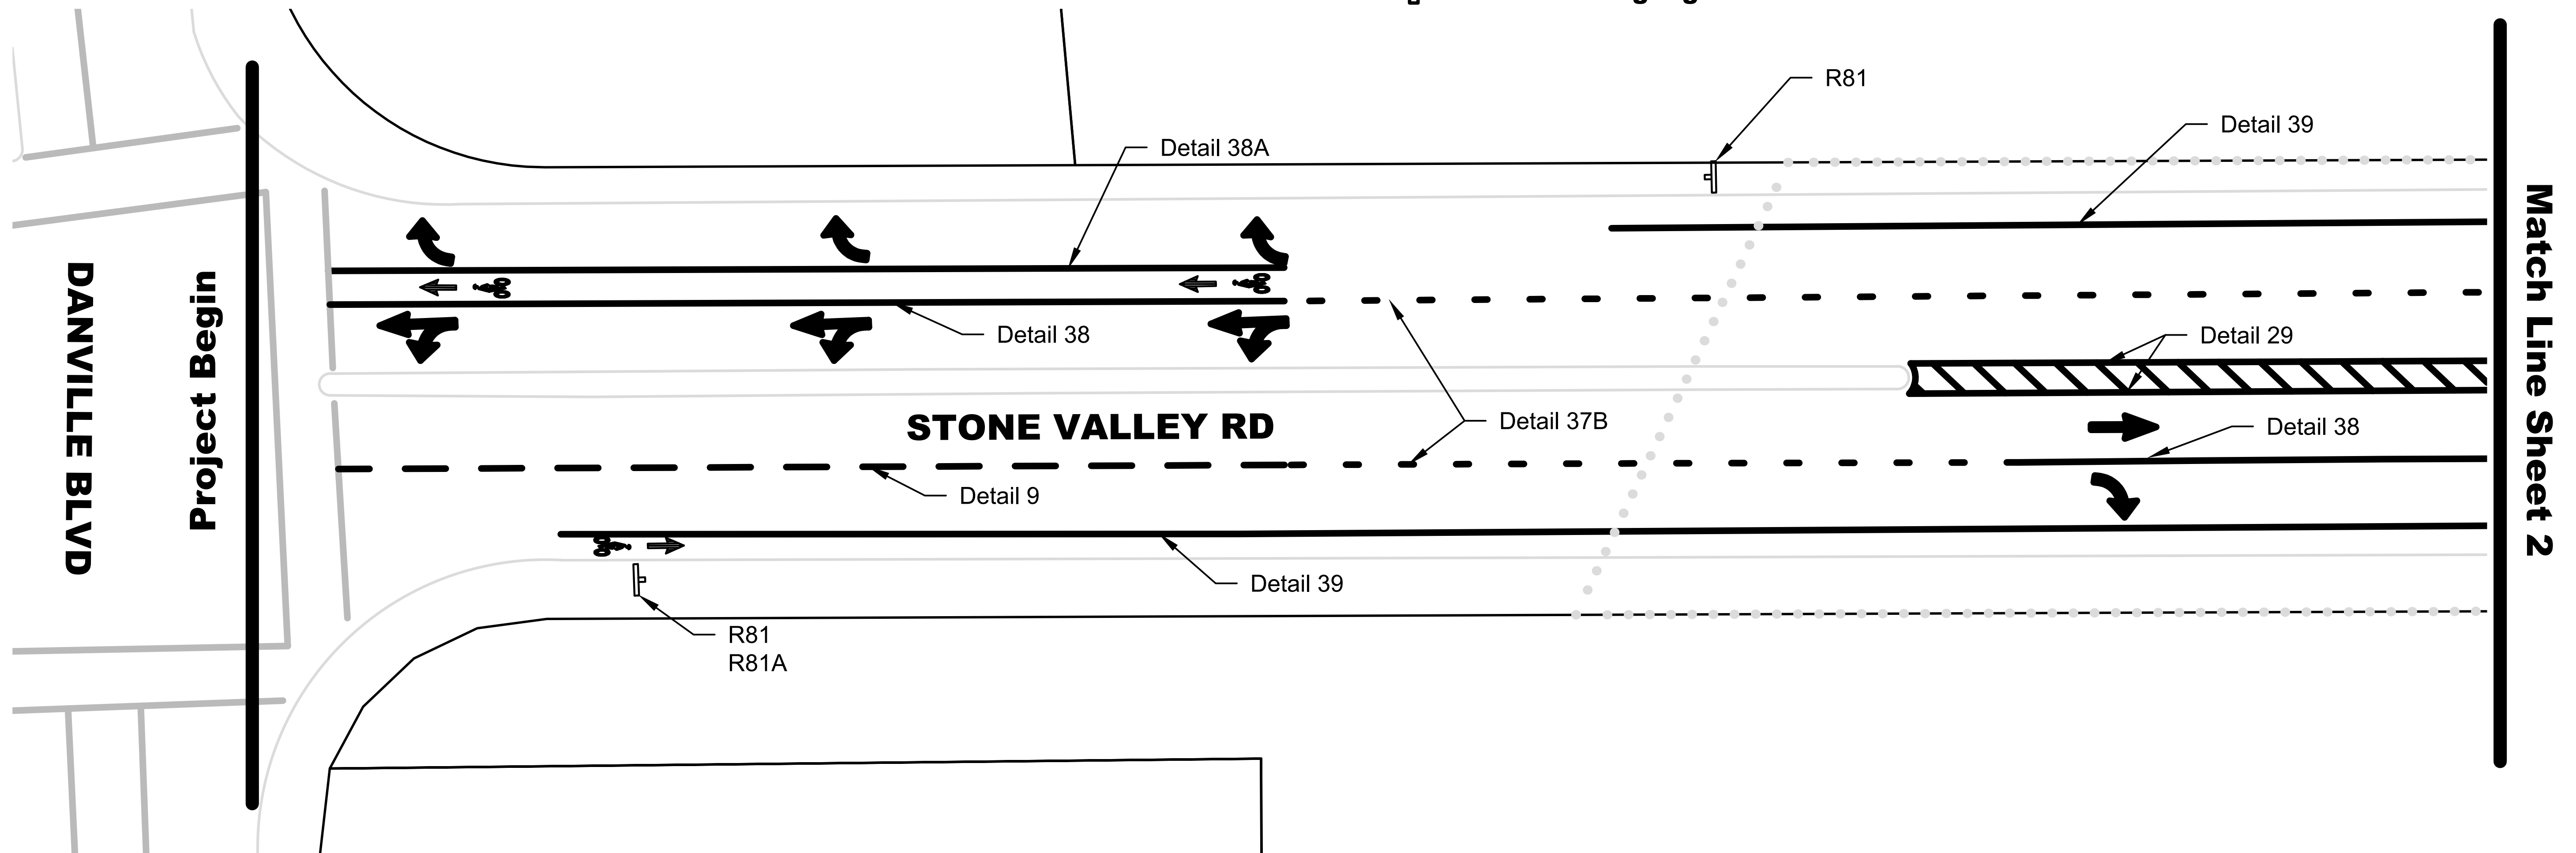 R81
Detail 39
Detail 38A
Detail 38
Detail 29
Detail 37B
STONE VALLEY RD
Detail 38
Detail 9
Detail 39
R81
R81A
DANVILLE BLVD
Project Begin
Match Line Sheet 2